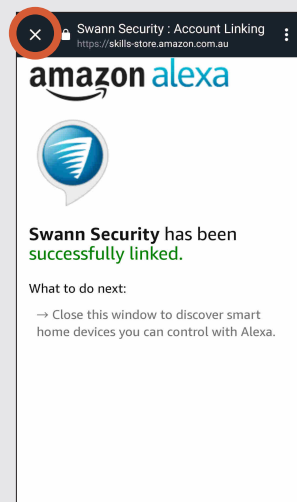 Swann Security : Account Linking
https://skills-store.amazon.com.au
amazon alexa
Swann Security has been
successfully linked.
What to do next:
→ Close this window to discover smart
home devices you can control with Alexa.